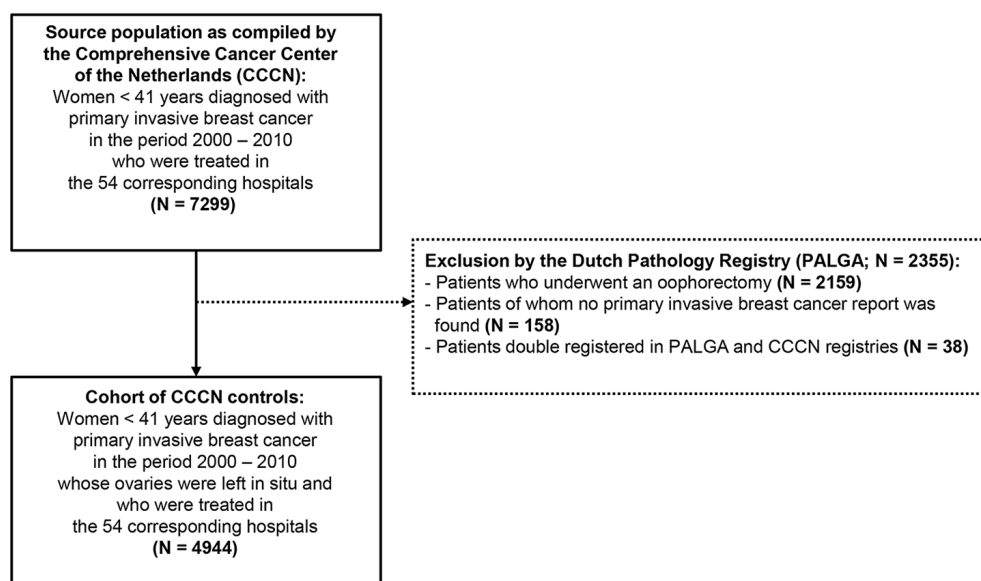 Source population as compiled by
the Comprehensive Cancer Center
of the Netherlands (CCCN):
Women < 41 years diagnosed with
primary invasive breast cancer
in the period 2000 – 2010
who were treated in
the 54 corresponding hospitals
(N = 7299)
Exclusion by the Dutch Pathology Registry (PALGA; N = 2355):
- Patients who underwent an oophorectomy (N = 2159)
- Patients of whom no primary invasive breast cancer report was
found (N = 158)
- Patients double registered in PALGA and CCCN registries (N = 38)
Cohort of CCCN controls:
Women < 41 years diagnosed with
primary invasive breast cancer
in the period 2000 – 2010
whose ovaries were left in situ and
who were treated in
the 54 corresponding hospitals
(N = 4944)